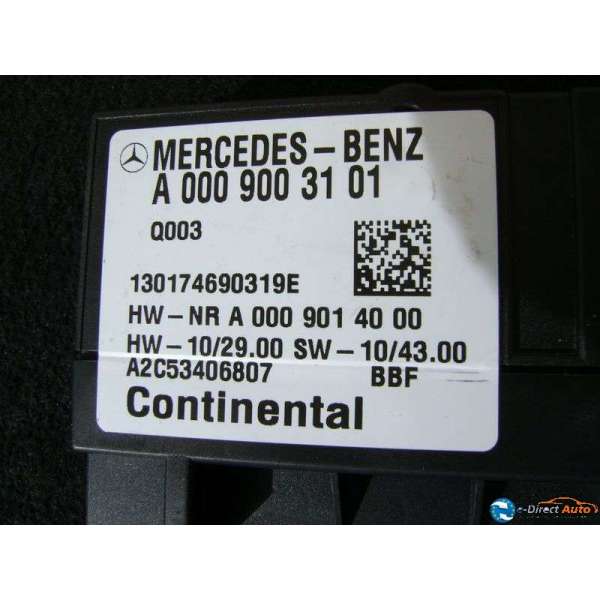 MERCEDES-BENZ
A 000 900 31 01
Q003
130174690319E
HW-NR A 000 901 40 00
HW-10/29.00 SW-10/43.00
A2C53406807 BBF
Continental
e-Direct Auto